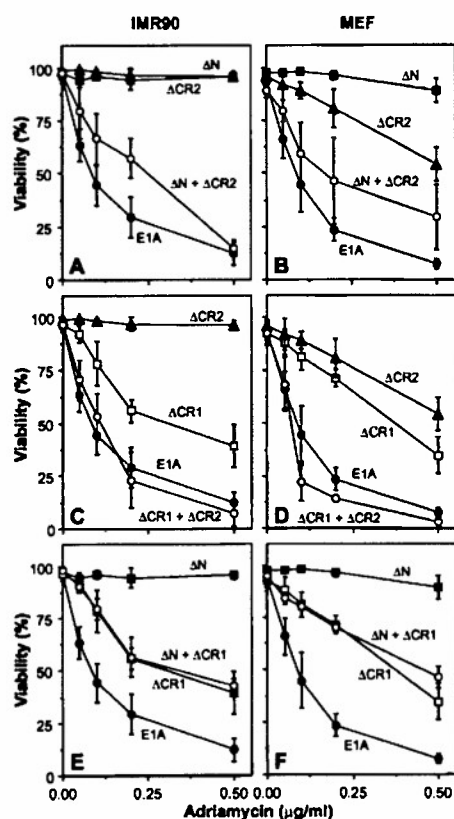 IMR90 MEF
100 ΔN ΔN
ΔCR2 ΔCR2
75
Viability (%)
50 ΔN + ΔCR2 ΔN + ΔCR2
25 E1A E1A
0 A B
100 ΔCR2
75 ΔCR2
Viability (%)
50 ΔCR1 ΔCR1
25 E1A E1A
0 C ΔCR1 + ΔCR2 D ΔCR1 + ΔCR2
100 ΔN ΔN
75
Viability (%)
50 ΔN + ΔCR1 ΔN + ΔCR1
ΔCR1 ΔCR1
25 E1A E1A
0 E F
0.00 0.25 0.50 0.00 0.25 0.50
Adriamycin (μg/ml)